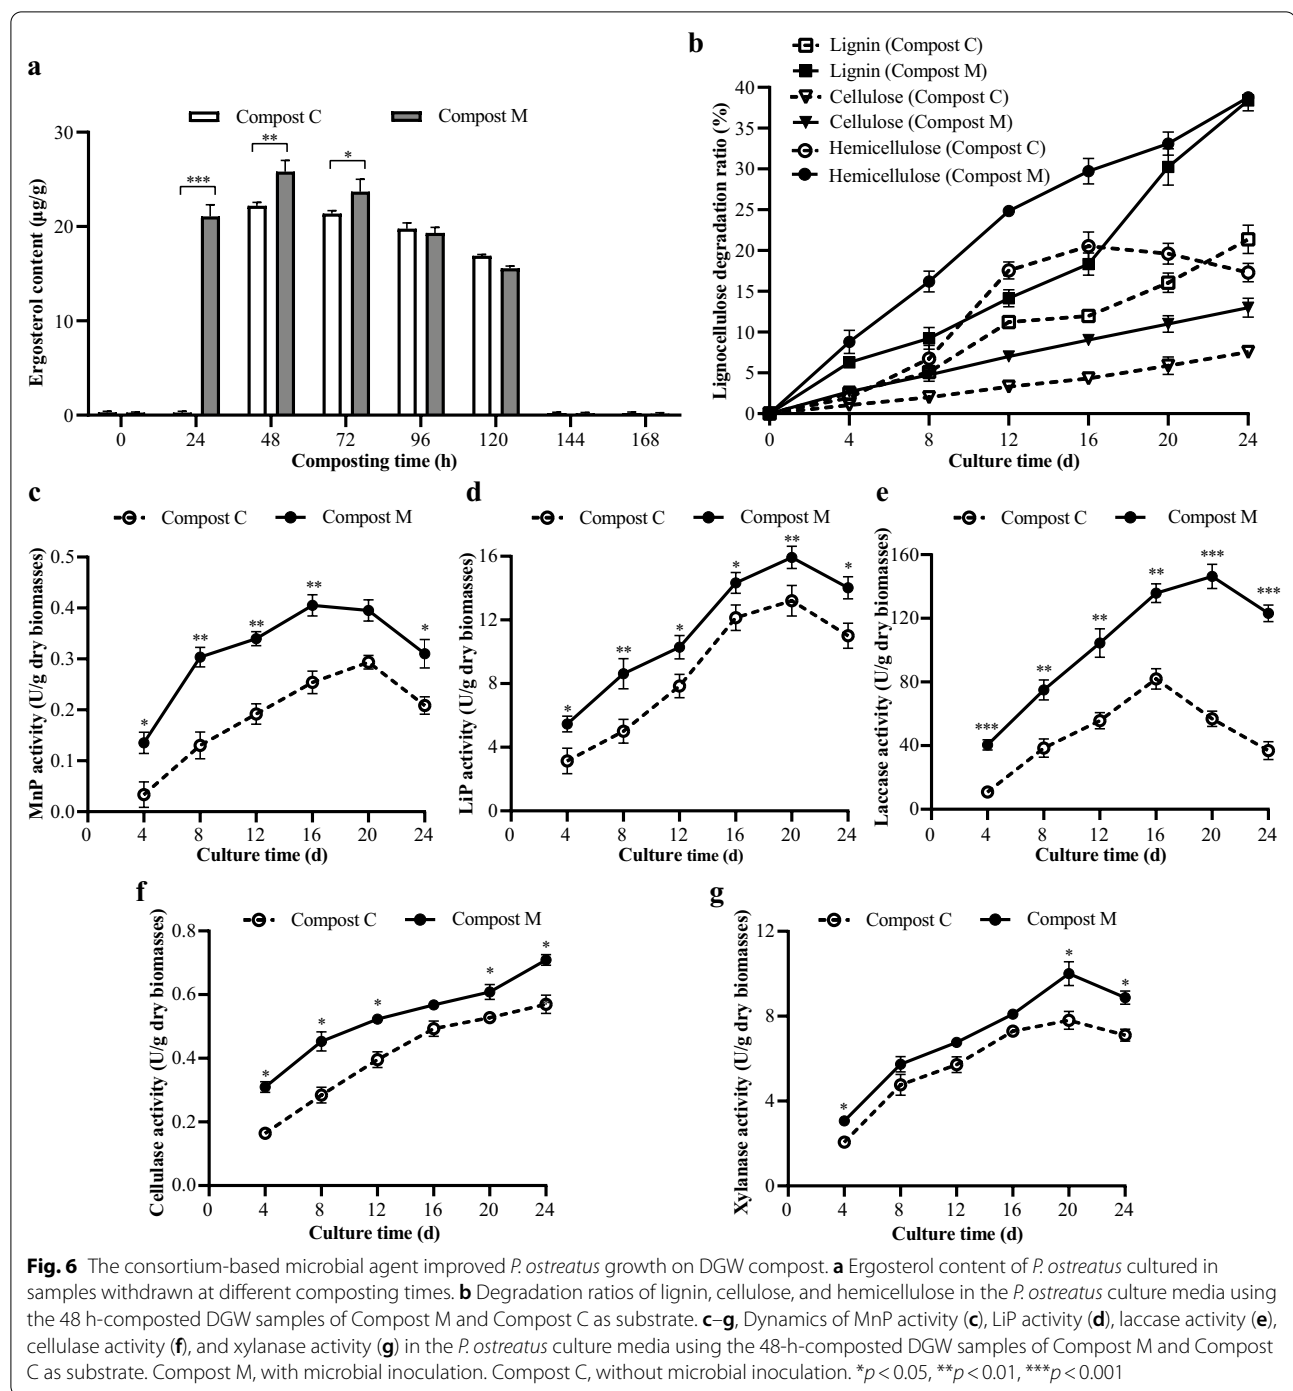 a
Compost C
Compost M
Ergosterol content (μg/g)
30
20
10
0
***
**
*
0 24 48 72 96 120 144 168
Composting time (h)
b
Lignin (Compost C)
Lignin (Compost M)
Cellulose (Compost C)
Cellulose (Compost M)
Hemicellulose (Compost C)
Hemicellulose (Compost M)
Lignocellulose degradation ratio (%)
40
35
30
25
20
15
10
5
0
0 4 8 12 16 20 24
Culture time (d)
c
Compost C Compost M
MnP activity (U/g dry biomasses)
0.5
0.4
0.3
0.2
0.1
0.0
* ** ** ** *
0 4 8 12 16 20 24
Culture time (d)
d
Compost C Compost M
LiP activity (U/g dry biomasses)
16
12
8
4
0
* ** * * ** *
0 4 8 12 16 20 24
Culture time (d)
e
Compost C Compost M
Laccase activity (U/g dry biomasses)
160
120
80
40
0
*** ** ** ** *** ***
0 4 8 12 16 20 24
Culture time (d)
f
Compost C Compost M
Cellulase activity (U/g dry biomasses)
0.8
0.6
0.4
0.2
0.0
* * * * *
0 4 8 12 16 20 24
Culture time (d)
g
Compost C Compost M
Xylanase activity (U/g dry biomasses)
12
8
4
0
* * *
0 4 8 12 16 20 24
Culture time (d)
Fig. 6 The consortium-based microbial agent improved P. ostreatus growth on DGW compost. a Ergosterol content of P. ostreatus cultured in
samples withdrawn at different composting times. b Degradation ratios of lignin, cellulose, and hemicellulose in the P. ostreatus culture media using
the 48 h-composted DGW samples of Compost M and Compost C as substrate. c–g, Dynamics of MnP activity (c), LiP activity (d), laccase activity (e),
cellulase activity (f), and xylanase activity (g) in the P. ostreatus culture media using the 48-h-composted DGW samples of Compost M and Compost
C as substrate. Compost M, with microbial inoculation. Compost C, without microbial inoculation. *p < 0.05, **p < 0.01, ***p < 0.001